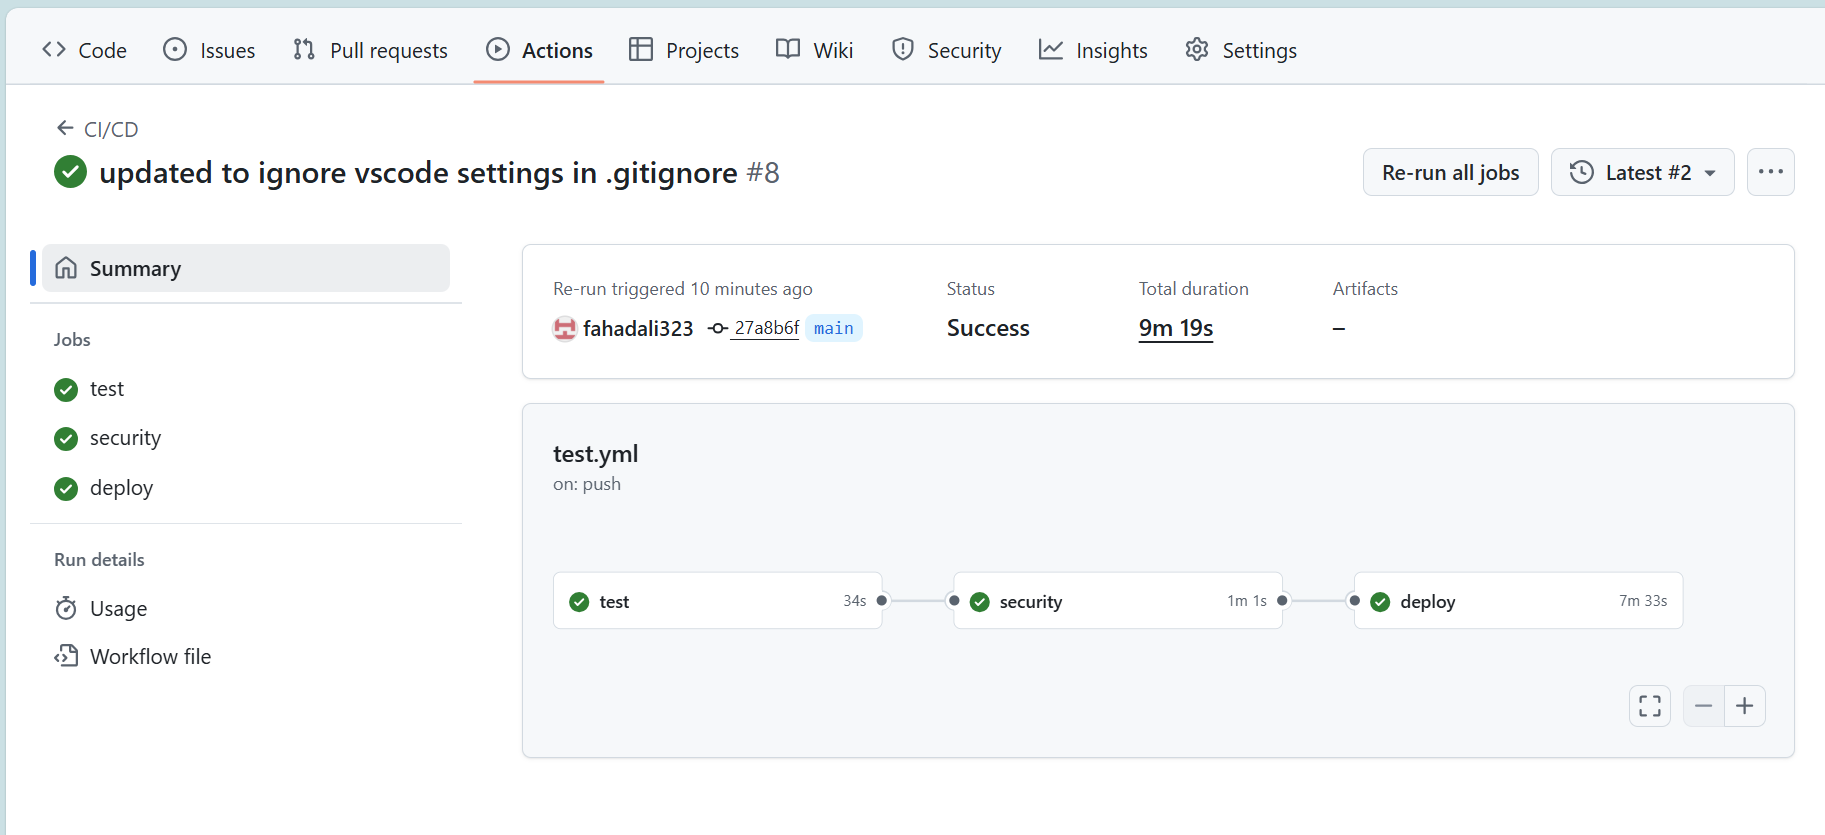 Code Issues Pull requests Actions Projects Wiki Security Insights Settings
CI/CD
updated to ignore vscode settings in .gitignore #8
Re-run all jobs
Latest #2
Summary
Jobs
test
security
deploy
Run details
Usage
Workflow file
Re-run triggered 10 minutes ago
fahadali323 27a8b6f main
Status
Success
Total duration
9m 19s
Artifacts
–
test.yml
on: push
test 34s
security 1m 1s
deploy 7m 33s